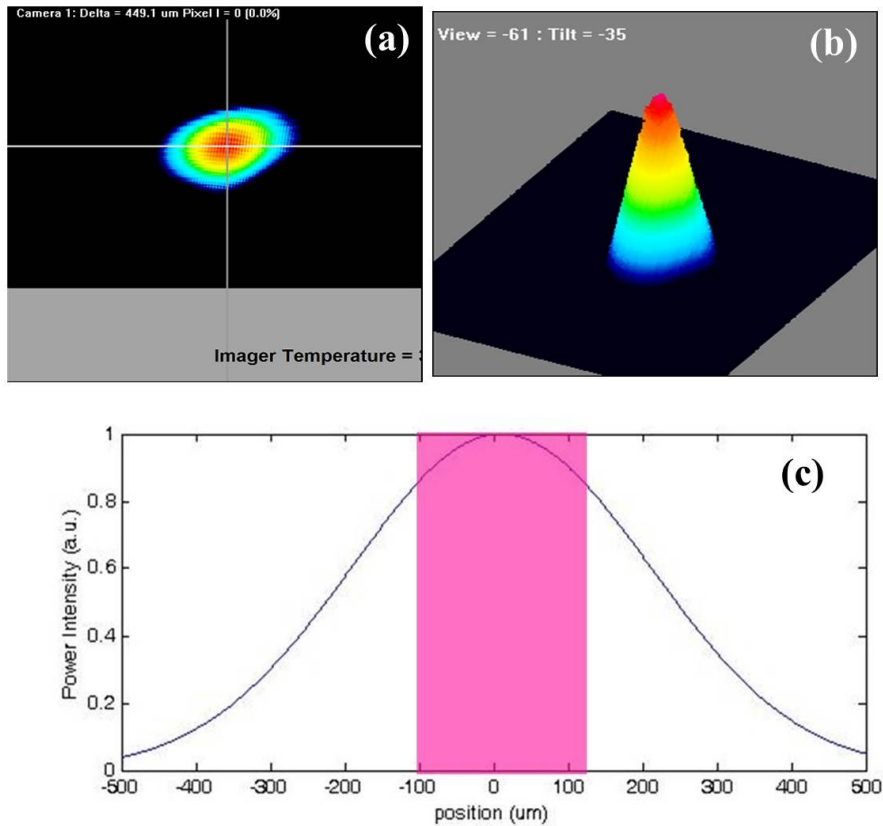 Camera 1: Delta = 449.1 um Pixel I = 0 (0.0%)
(a)
Imager Temperature = 3
View = -61 : Tilt = -35
(b)
(c)
Power Intensity (a.u.)
1
0.8
0.6
0.4
0.2
0
-500 -400 -300 -200 -100 0 100 200 300 400 500
position (um)